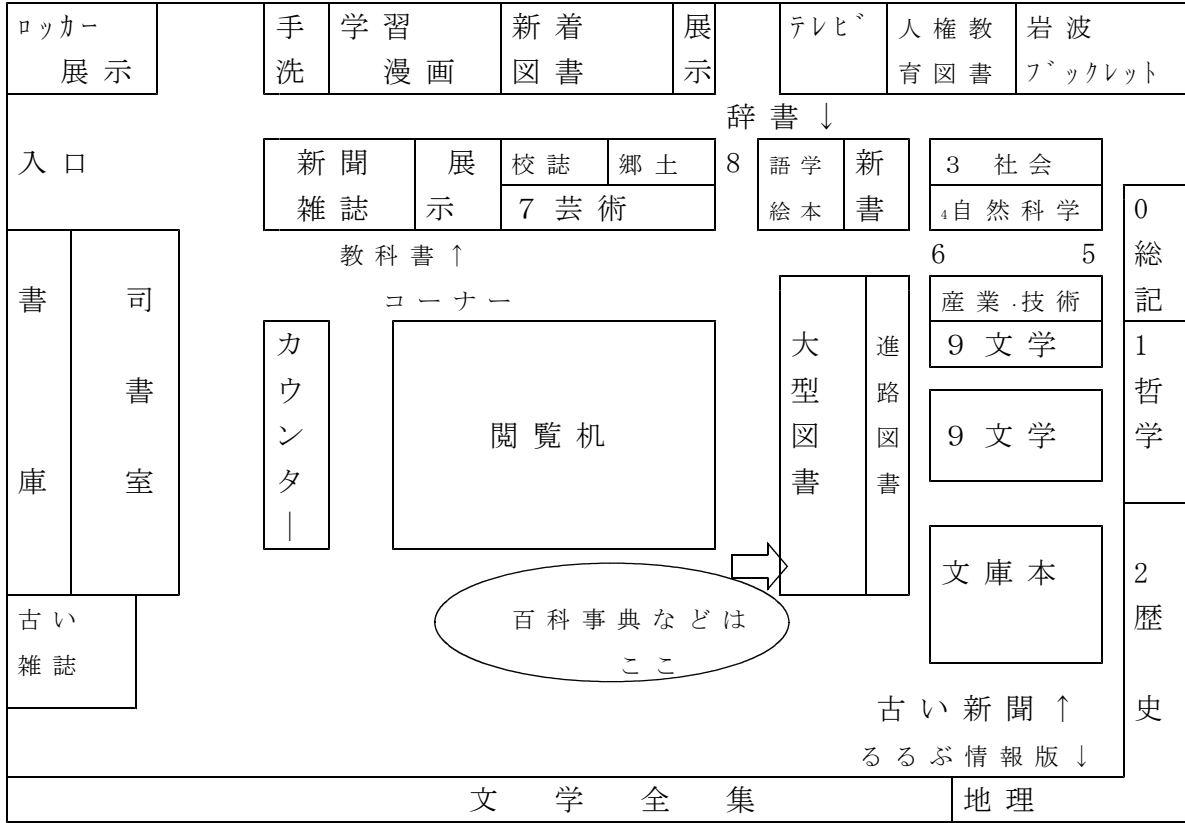 ロッカー
展示
手洗
学習
漫画
新着
図書
展示
テレビ
人権教
育図書
岩波
ブックレット
辞書↓
入口
新聞
雑誌
展示
校誌
郷土
7芸術
8
語学
絵本
新書
3 社会
4自然科学
6 5
産業・技術
9文学
0総記
1哲学
2歴史
教科書↑
コーナー
書庫
司書室
カウンター
閲覧机
大型図書
進路図書
9文学
文庫本
百科事典などは
ここ
古い
雑誌
古い新聞↑
るるぶ情報版↓
文学全集
地理